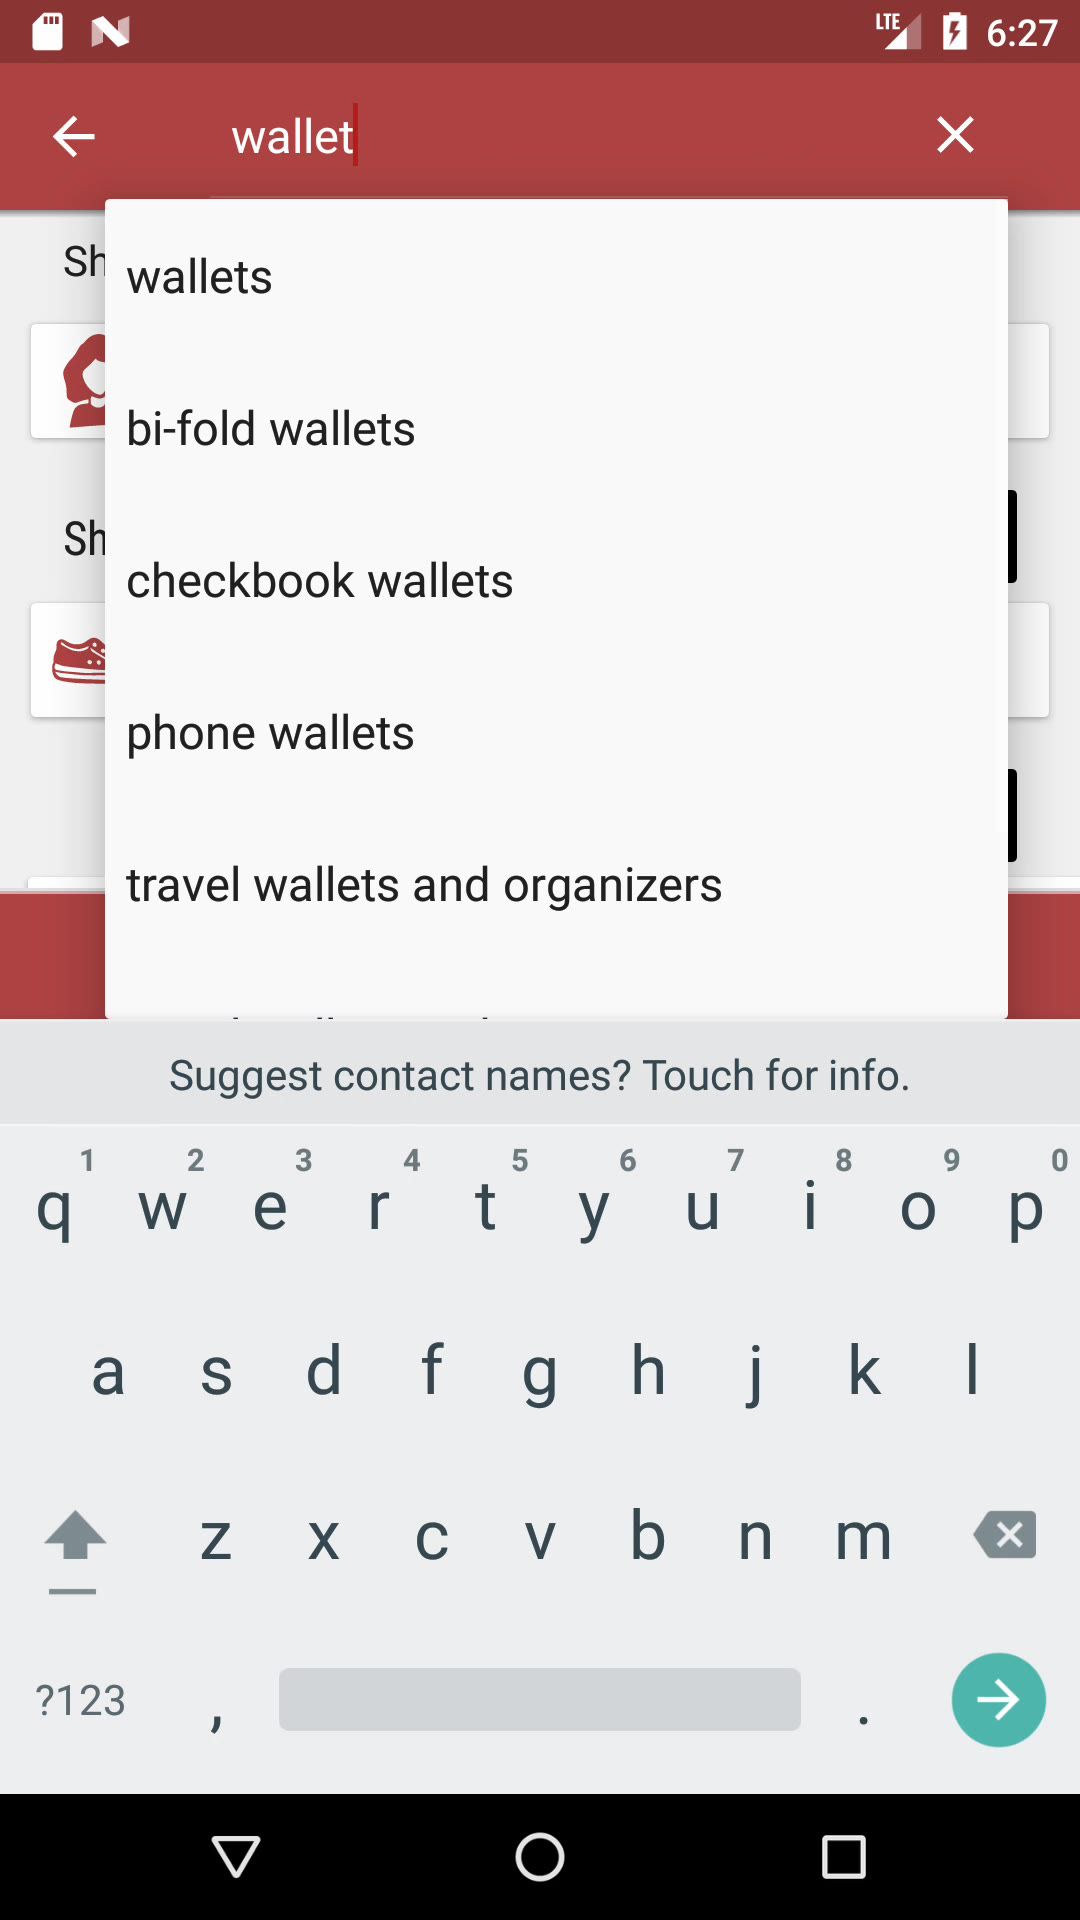 LTE 6:27
wallet
Sh
wallets
bi-fold wallets
checkbook wallets
Sh
phone wallets
travel wallets and organizers
Suggest contact names? Touch for info.
1 2 3 4 5 6 7 8 9 0
q w e r t y u i o p
a s d f g h j k l
z x c v b n m
?123 , .